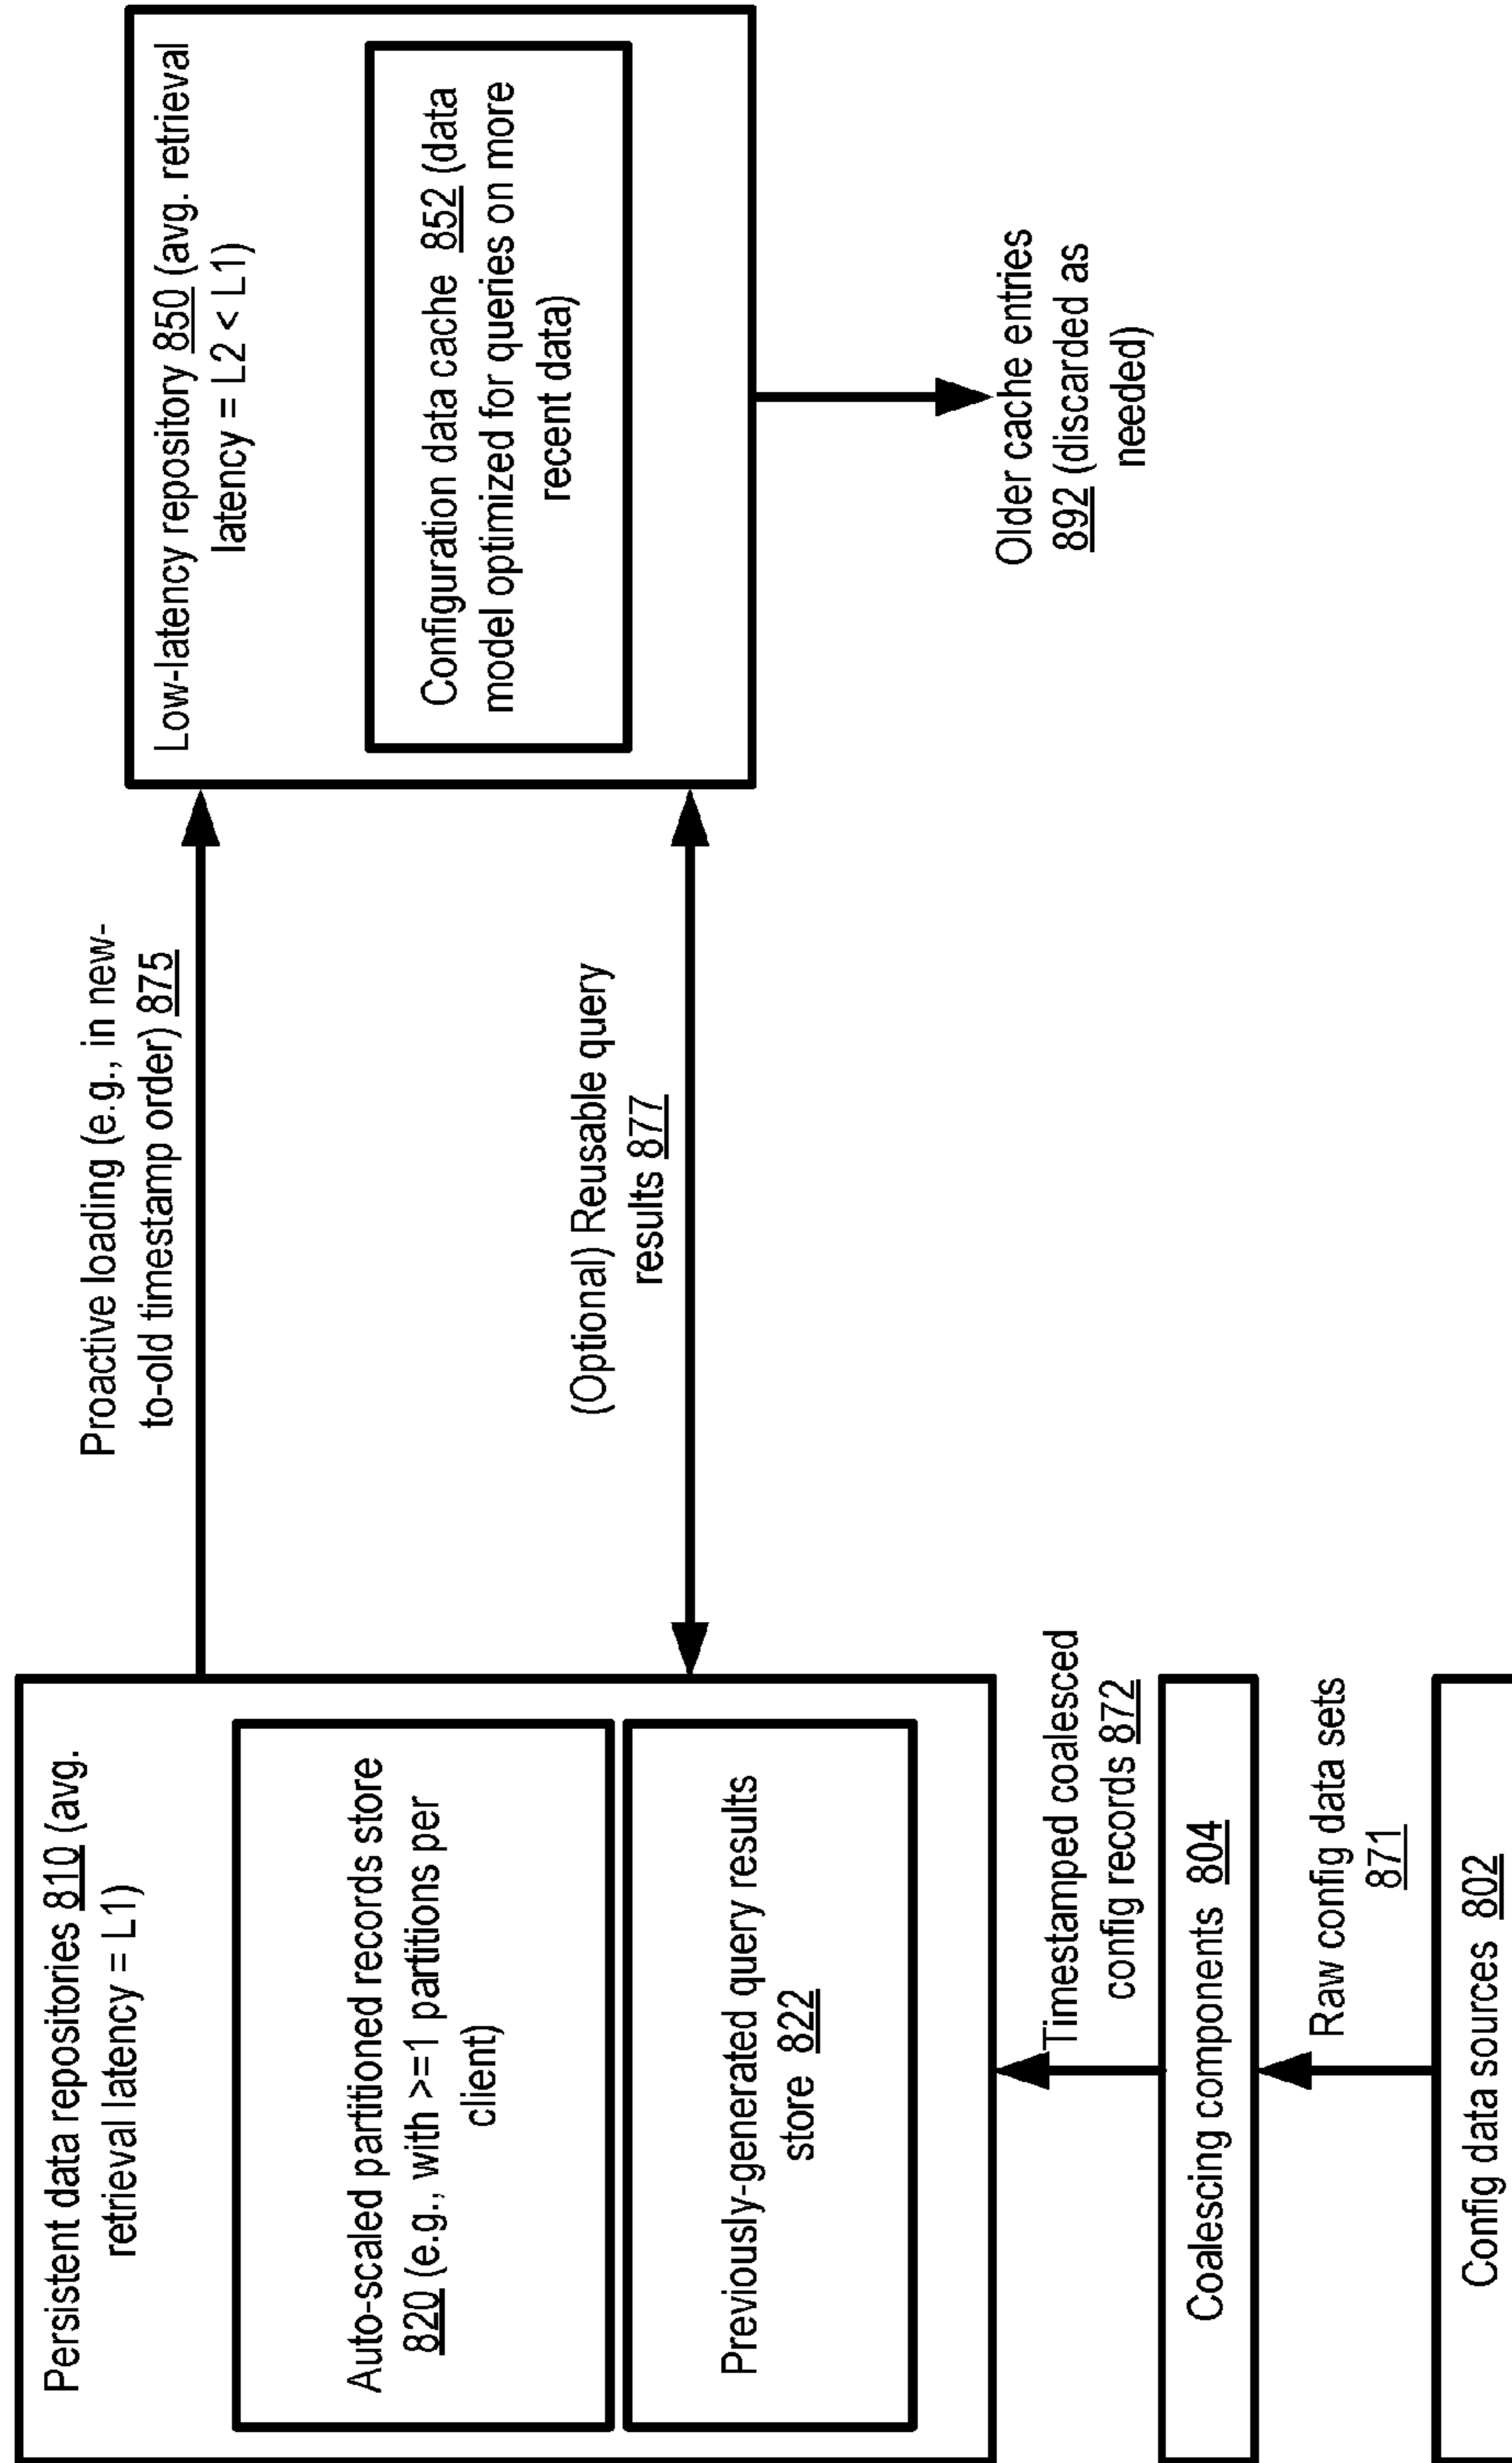 Persistent data repositories 810 (avg.
retrieval latency = L1)
Auto-scaled partitioned records store
820 (e.g., with >=1 partitions per
client)
Previously-generated query results
store 822
Timestamped coalesced
config records 872
Coalescing components 804
Raw config data sets
871
Config data sources 802
Proactive loading (e.g., in new-
to-old timestamp order) 875
(Optional) Reusable query
results 877
Low-latency repository 850 (avg. retrieval
latency = L2 < L1)
Configuration data cache 852 (data
model optimized for queries on more
recent data)
Older cache entries
892 (discarded as
needed)